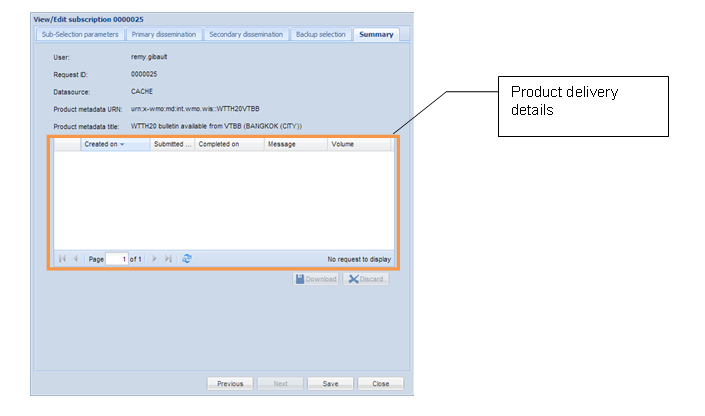 View/Edit subscription 0000025
Sub-Selection parameters Primary dissemination Secondary dissemination Backup selection Summary
User: remy.gibault
Request ID: 0000025
Datasource: CACHE
Product metadata URN: urn:x-wmo:md:int.wmo.wis::WTTH20VTBB
Product metadata title: WTTH20 bulletin available from VTBB (BANGKOK (CITY))
Created on Submitted ... Completed on Message Volume
Page 1 of 1 No request to display
Download Discard
Previous Next Save Close
Product delivery
details